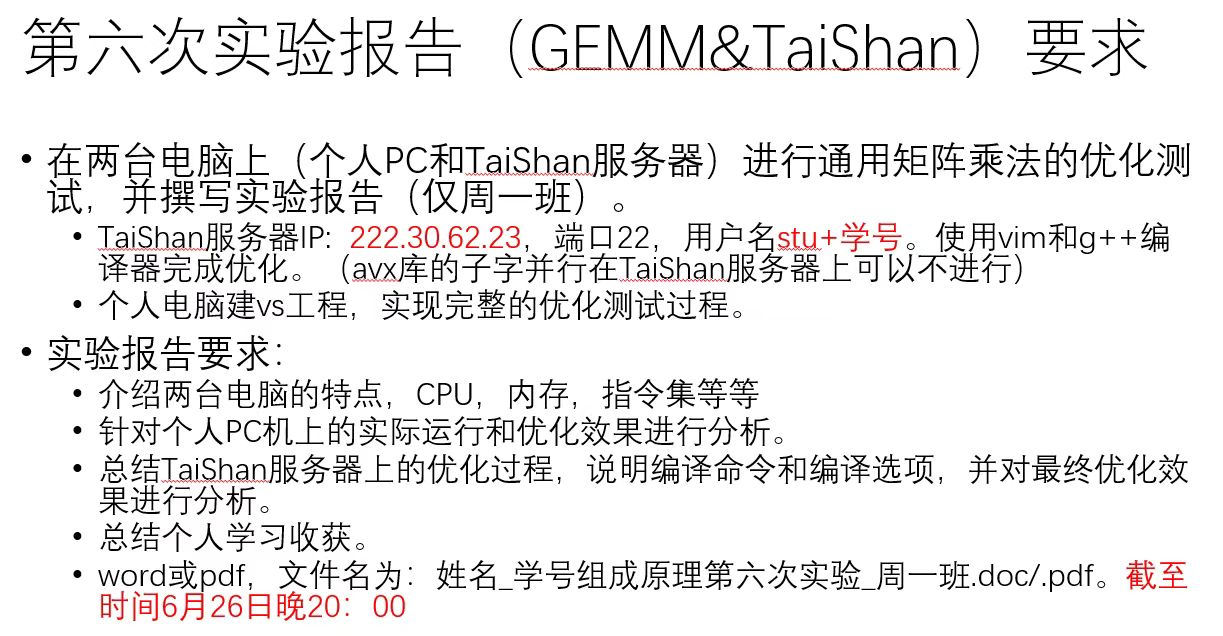 第六次实验报告（GEMM&TaiShan）要求
• 在两台电脑上（个人PC和TaiShan服务器）进行通用矩阵乘法的优化测
试，并撰写实验报告（仅周一班）。
• TaiShan服务器IP: 222.30.62.23，端口22，用户名stu+学号。使用vim和g++编
译器完成优化。（avx库的子字并行在TaiShan服务器上可以不进行）
• 个人电脑建vs工程，实现完整的优化测试过程。
• 实验报告要求：
• 介绍两台电脑的特点，CPU，内存，指令集等等
• 针对个人PC机上的实际运行和优化效果进行分析。
• 总结TaiShan服务器上的优化过程，说明编译命令和编译选项，并对最终优化效
果进行分析。
• 总结个人学习收获。
• word或pdf，文件名为：姓名_学号组成原理第六次实验_周一班.doc/.pdf。截至
时间6月26日晚20：00